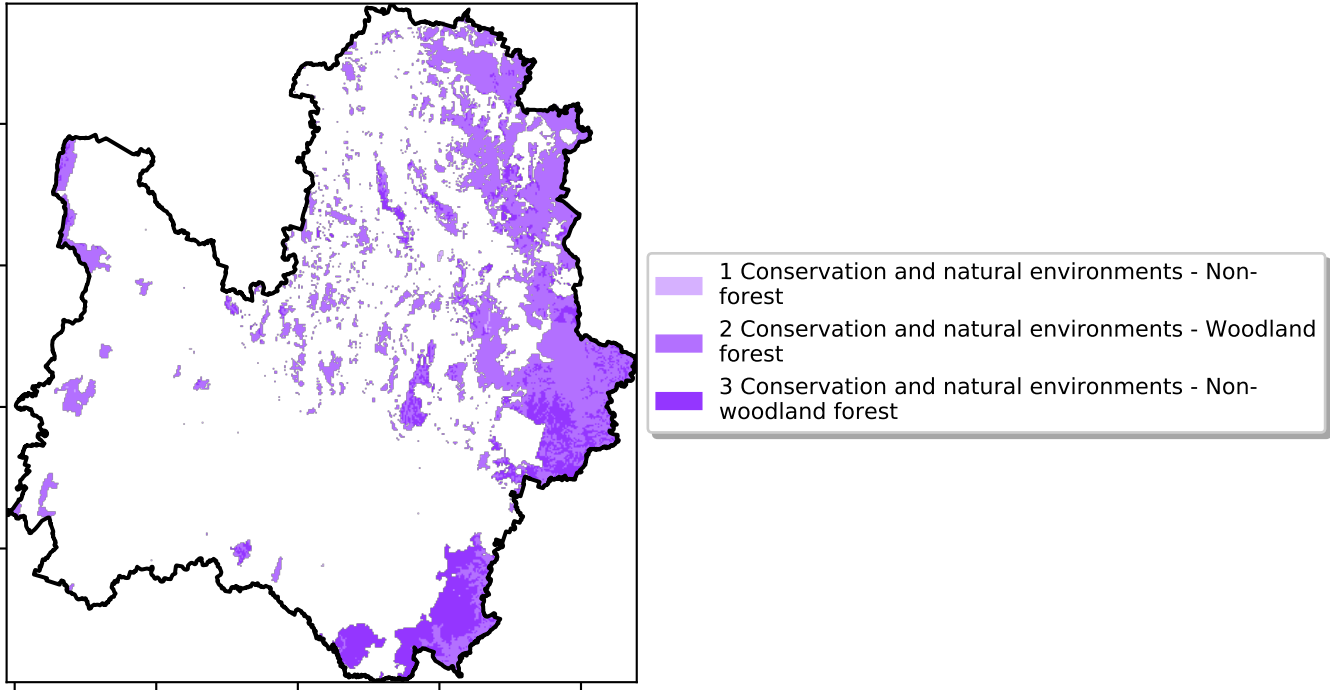 1 Conservation and natural environments - Non-
forest
2 Conservation and natural environments - Woodland
forest
3 Conservation and natural environments - Non-
woodland forest